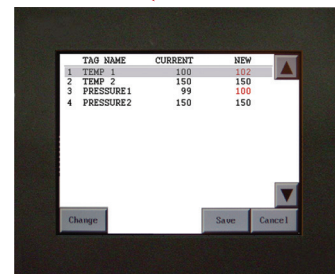 TAG NAME CURRENT NEW
1 TEMP 1 100 102
2 TEMP 2 150 150
3 PRESSURE1 99 100
4 PRESSURE2 150 150
Change Save Cancel